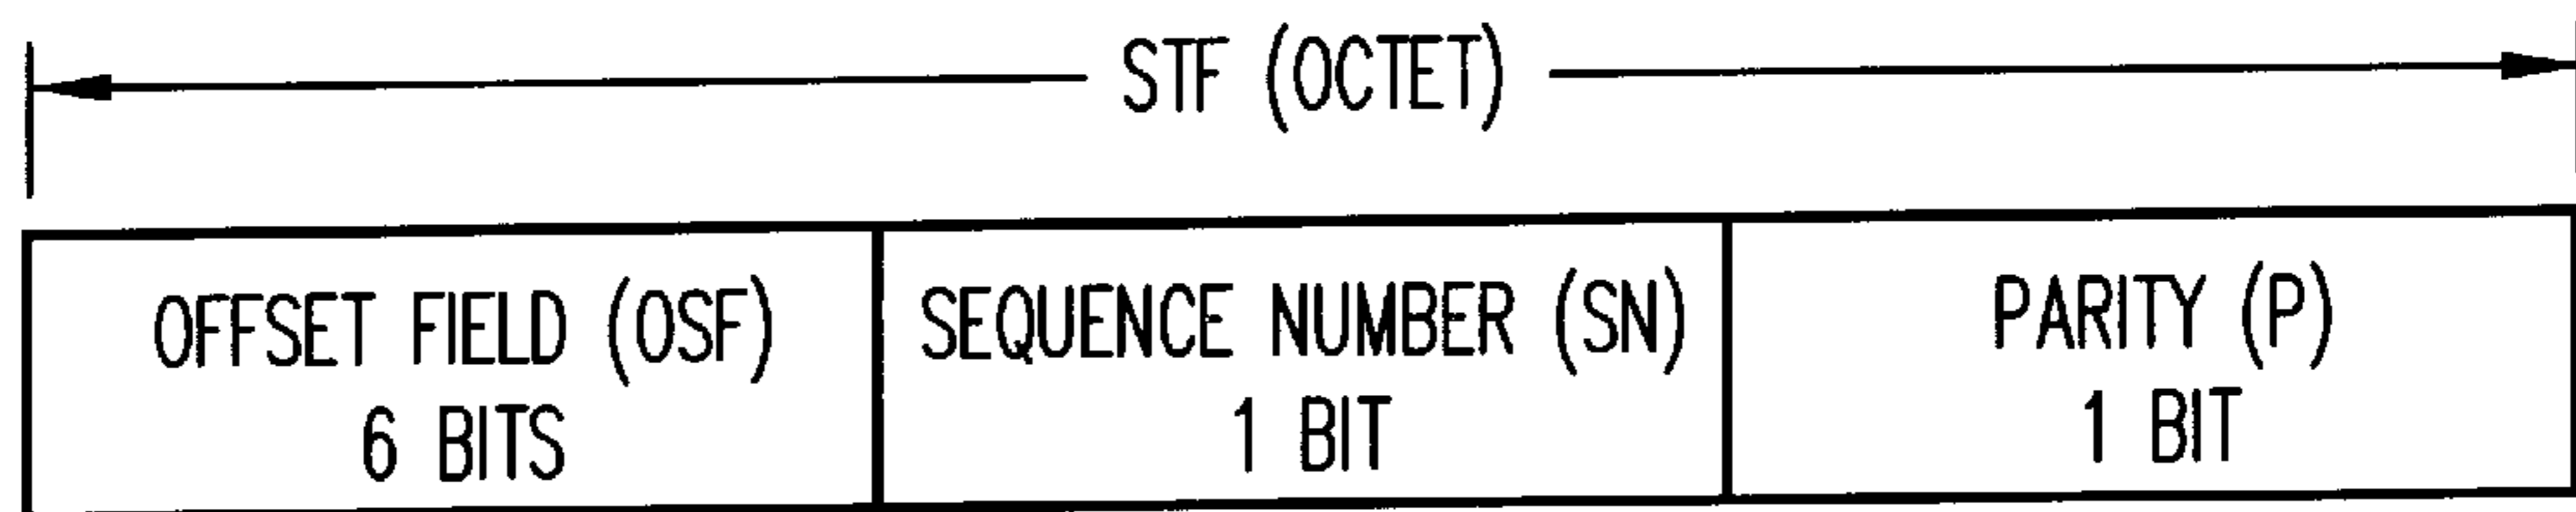 STF (OCTET)
OFFSET FIELD (OSF) SEQUENCE NUMBER (SN) PARITY (P)
6 BITS 1 BIT 1 BIT